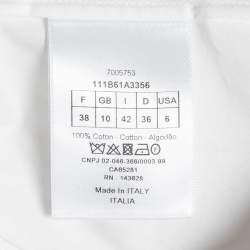 7005753
111B61A3356
F GB I D USA
38 10 42 36 6
100% Coton - Cotton - Algodão
CNPJ 02-046-366/0003.99
CA65281
RN : 143828
Made In ITALY
ITALIA